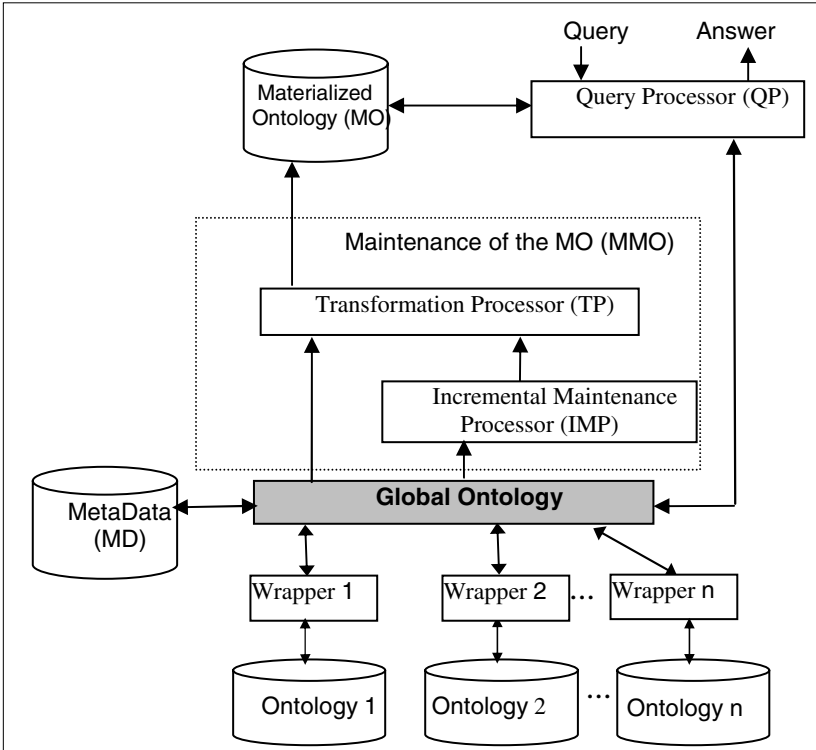 Query
Answer
Materialized
Ontology (MO)
Query Processor (QP)
Maintenance of the MO (MMO)
Transformation Processor (TP)
Incremental Maintenance
Processor (IMP)
Global Ontology
MetaData
(MD)
Wrapper 1
Wrapper 2
...
Wrapper n
Ontology 1
Ontology 2
...
Ontology n